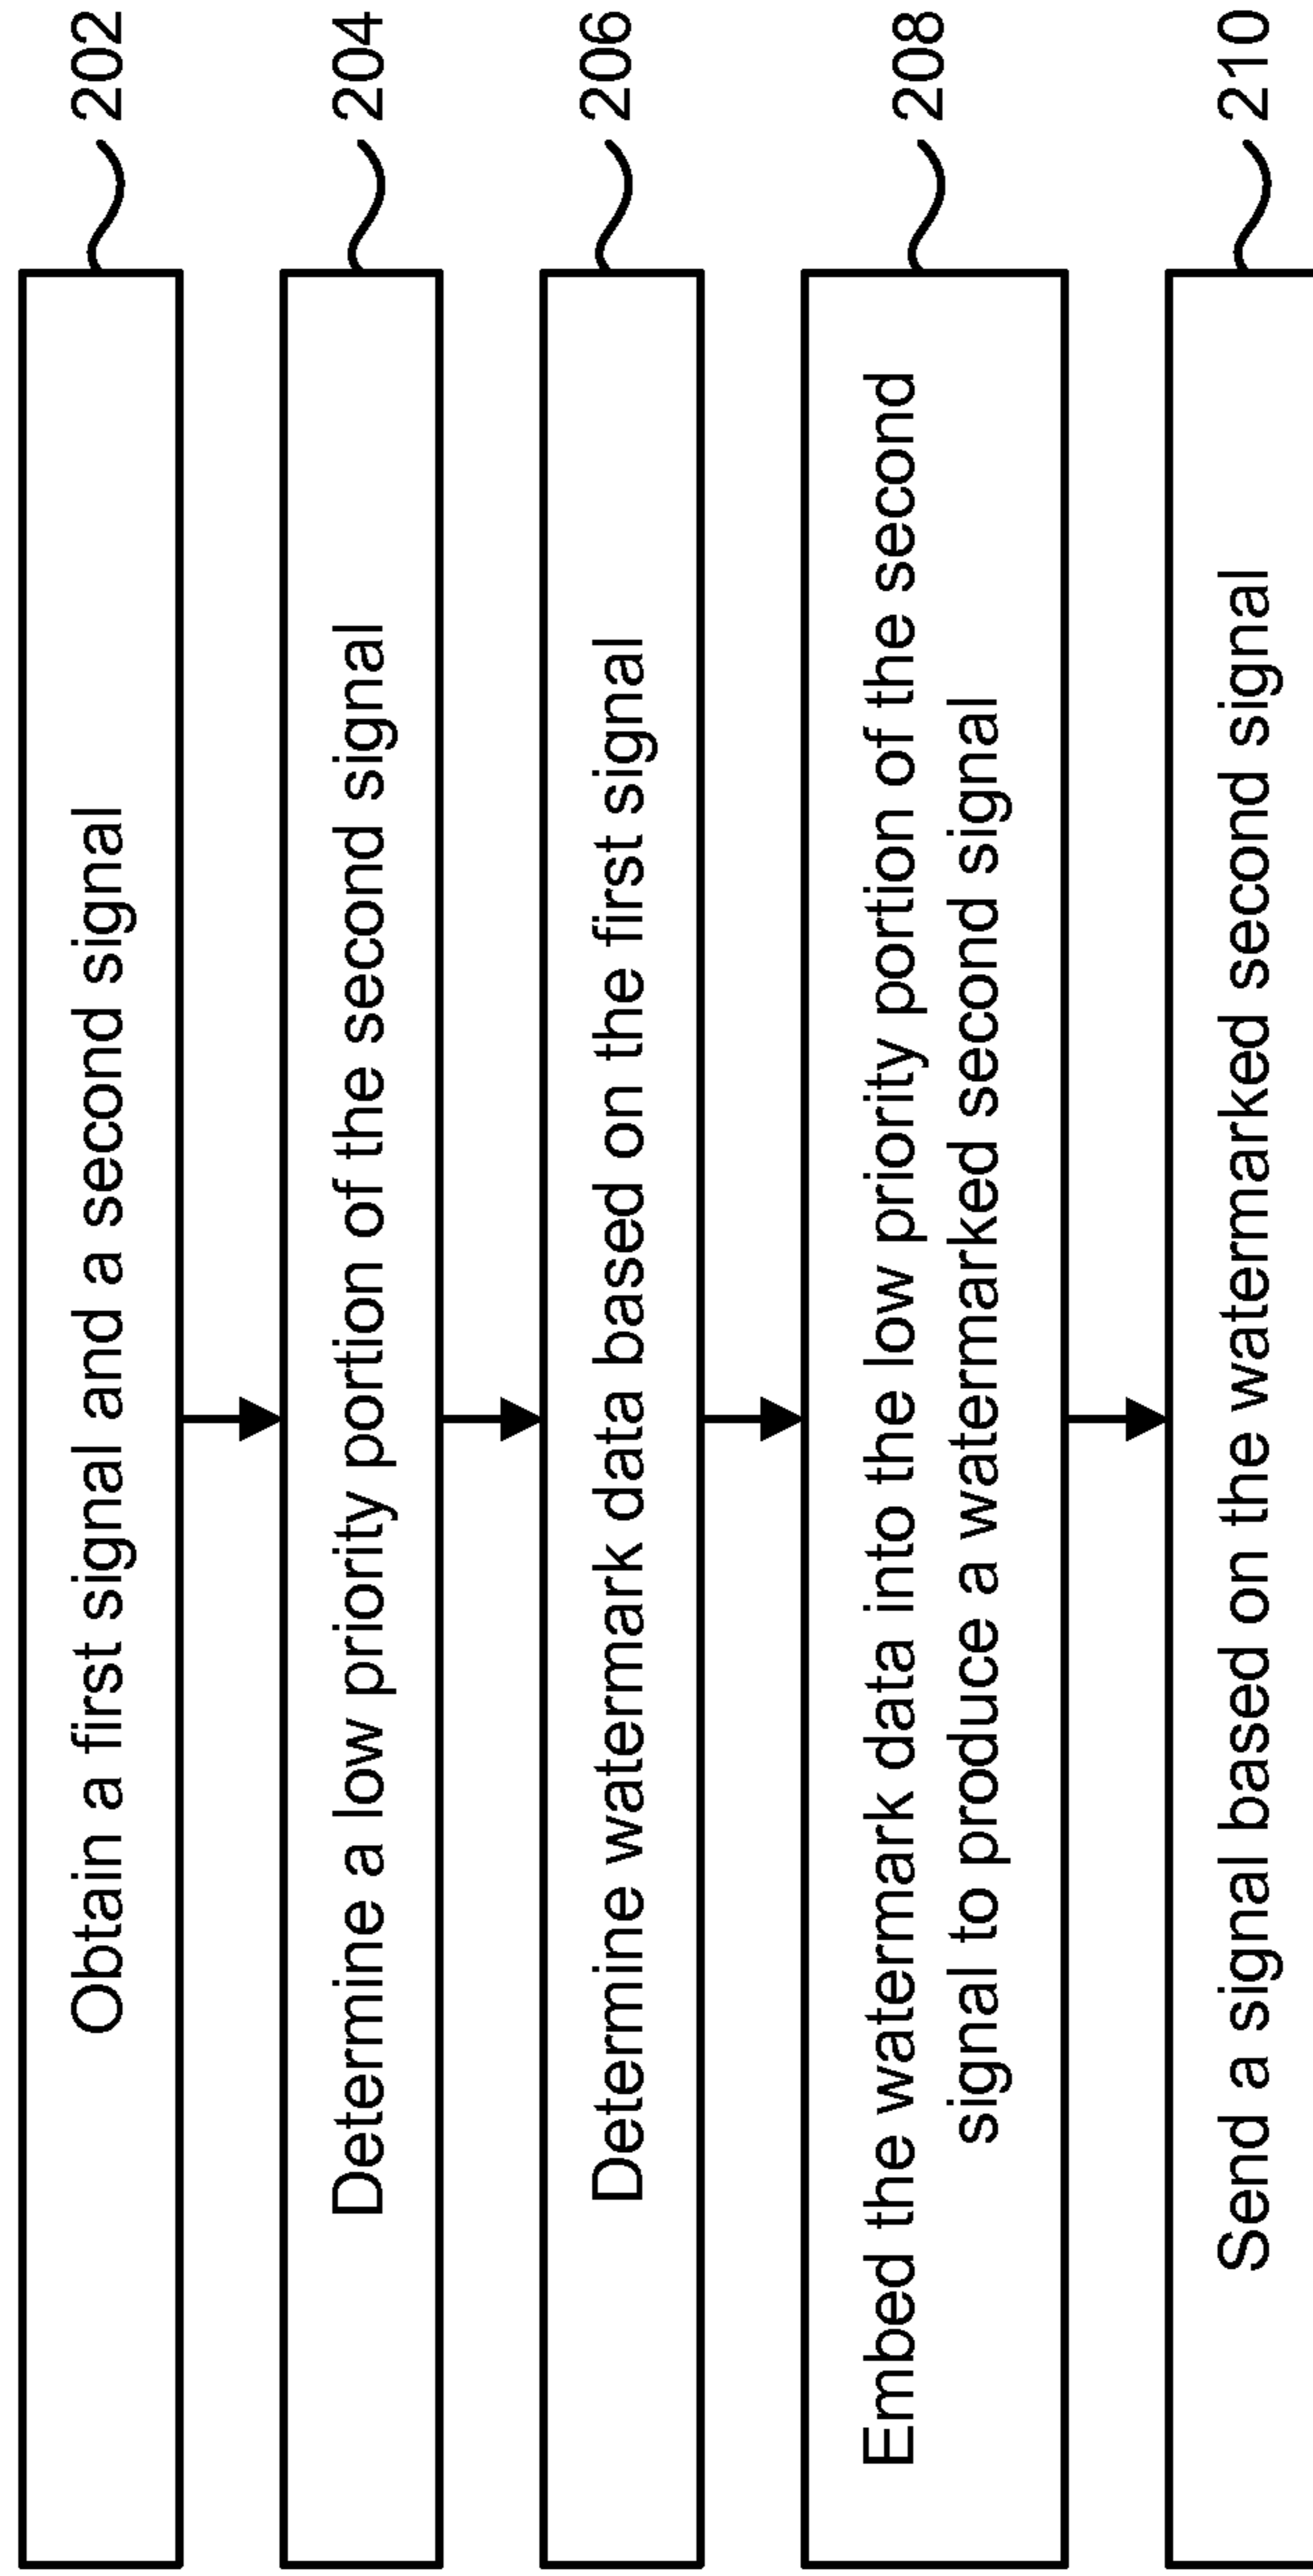 Obtain a first signal and a second signal
202
Determine a low priority portion of the second signal
204
Determine watermark data based on the first signal
206
Embed the watermark data into the low priority portion of the second
signal to produce a watermarked second signal
208
Send a signal based on the watermarked second signal
210